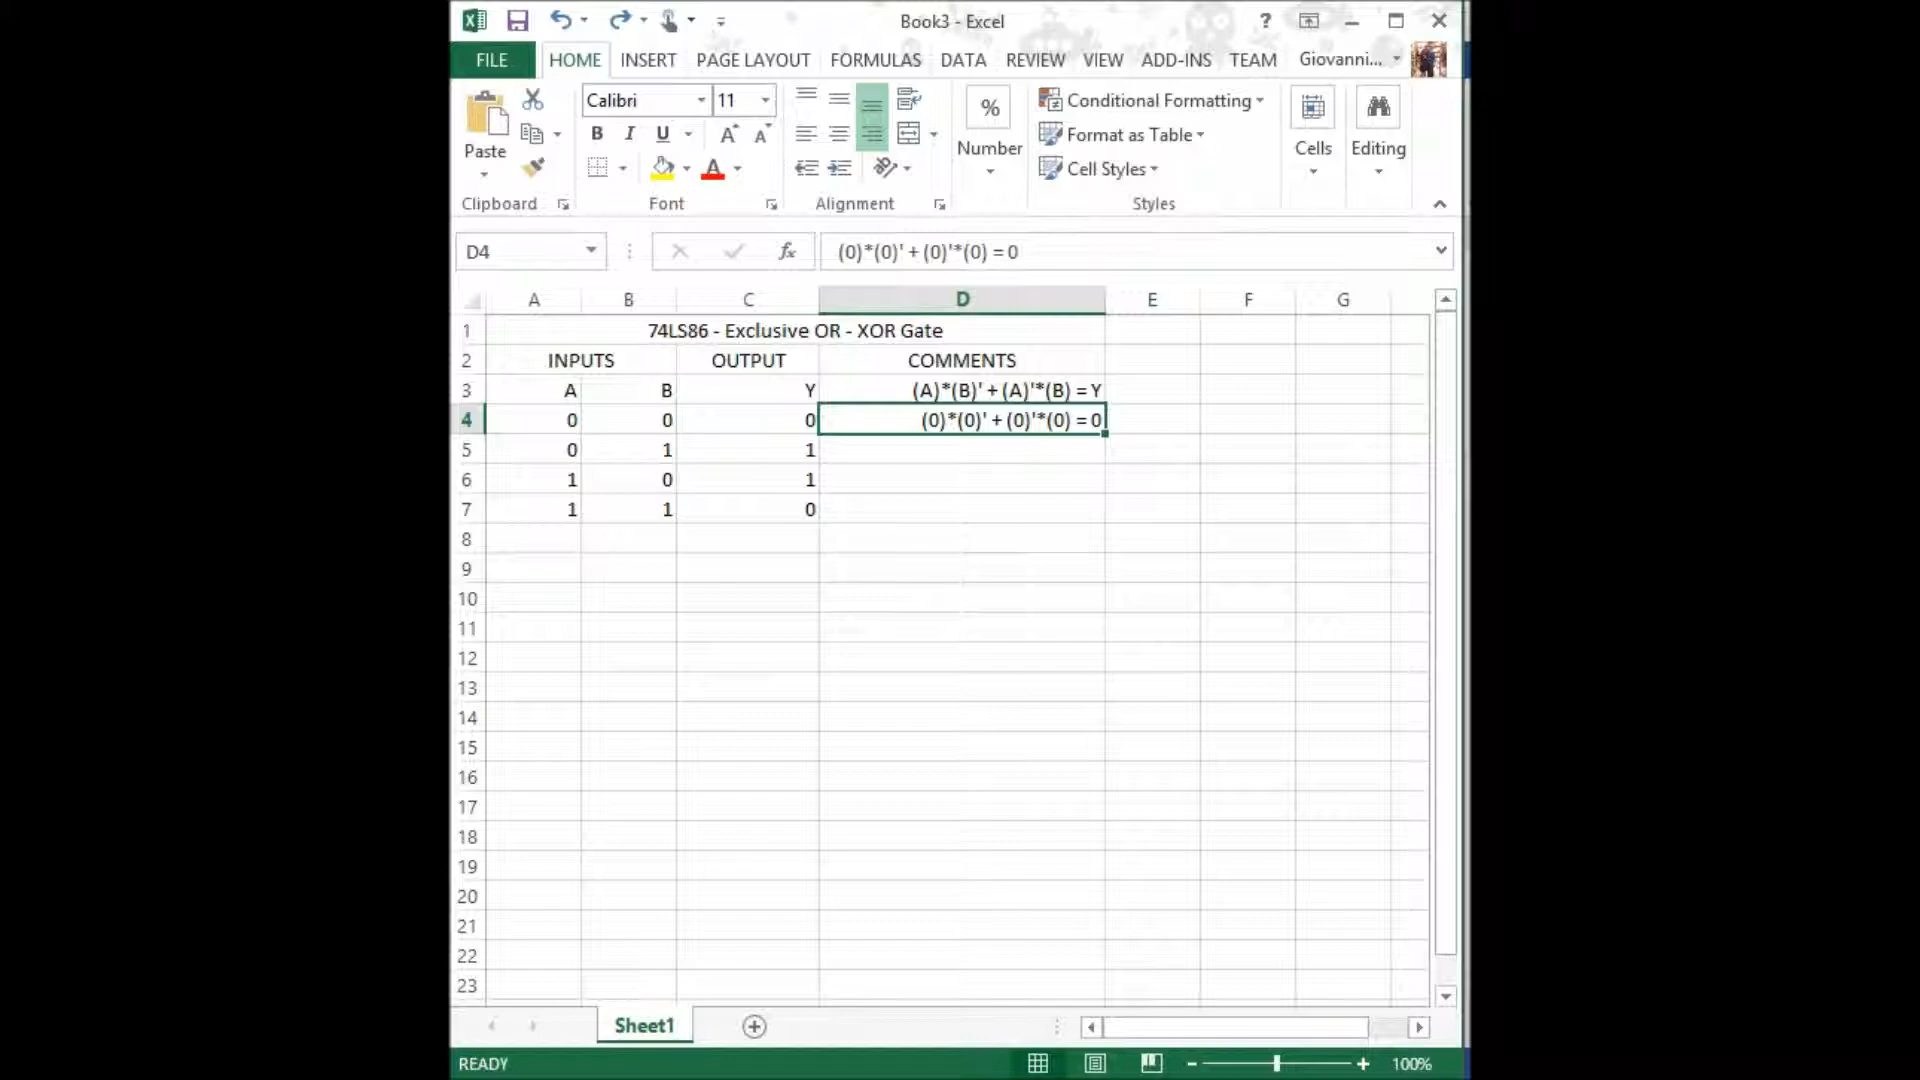 Book3 - Excel
?
FILE HOME INSERT PAGE LAYOUT FORMULAS DATA REVIEW VIEW ADD-INS TEAM Giovanni...
Paste
Calibri 11
B I U A A
A
% Number
Conditional Formatting
Format as Table
Cell Styles
Cells
Editing
Clipboard Font Alignment Styles
D4 fx (0)*(0)' + (0)'*(0) = 0
A B C D E F G
1 74LS86 - Exclusive OR - XOR Gate
2 INPUTS OUTPUT COMMENTS
3 A B Y (A)*(B)' + (A)'*(B) = Y
4 0 0 0 (0)*(0)' + (0)'*(0) = 0
5 0 1 1
6 1 0 1
7 1 1 0
8
9
10
11
12
13
14
15
16
17
18
19
20
21
22
23
Sheet1
READY 100%